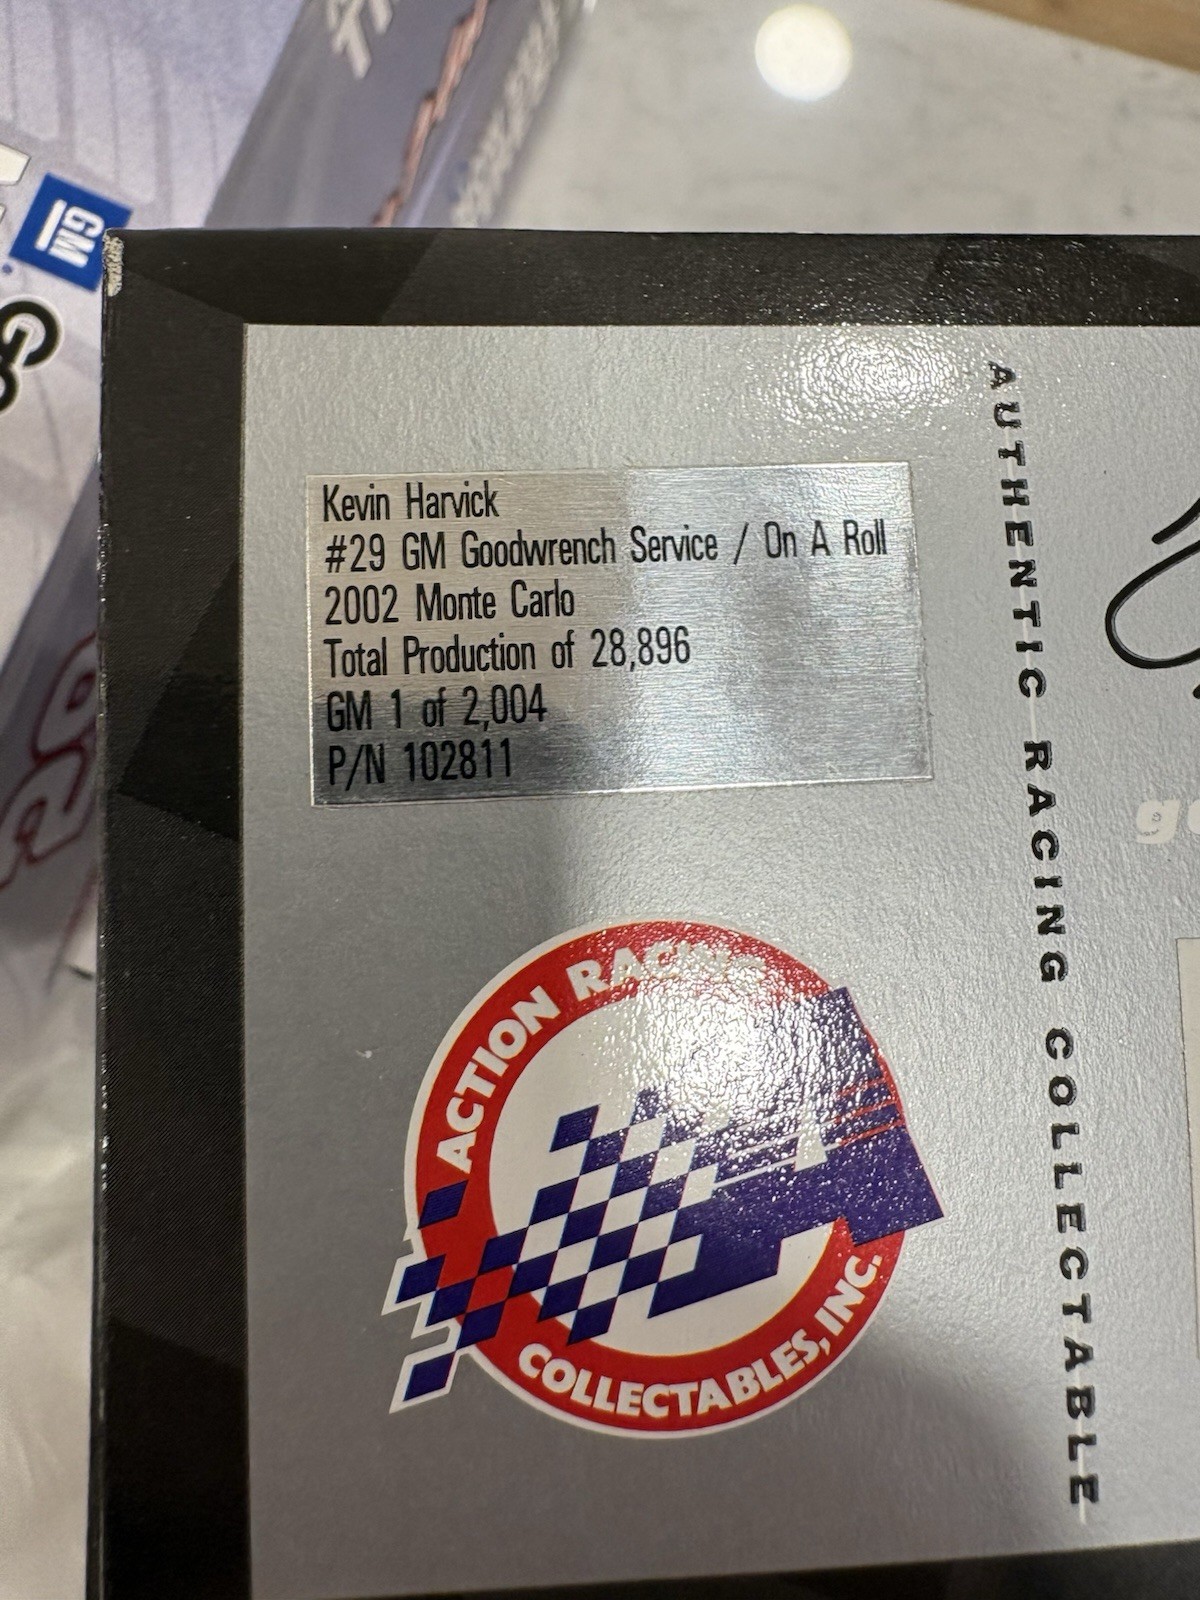 GM
Go
Kevin Harvick
#29 GM Goodwrench Service / On A Roll
2002 Monte Carlo
Total Production of 28,896
GM 1 of 2,004
P/N 102811
AUTHENTIC RACING COLLECTABLE
ACTION RACING
COLLECTABLES, INC.